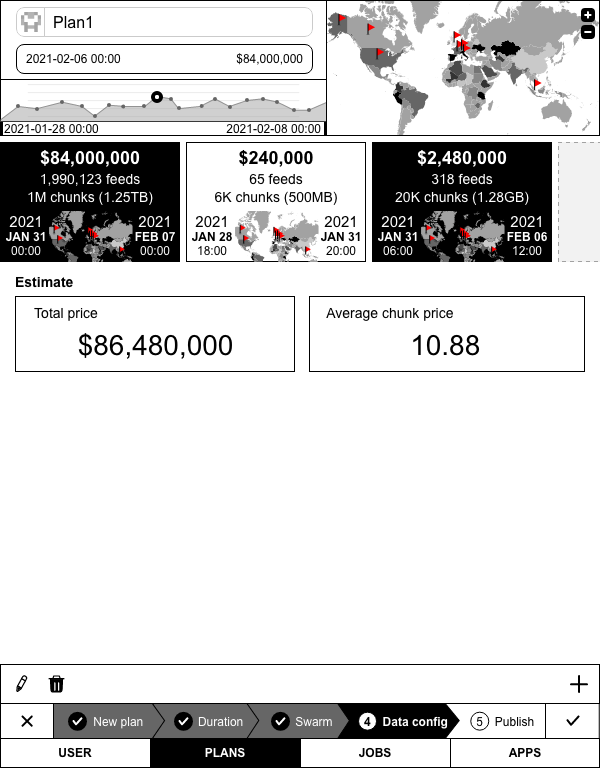 Plan1
2021-02-06 00:00 $84,000,000
2021-01-28 00:00 2021-02-08 00:00
$84,000,000
1,990,123 feeds
1M chunks (1.25TB)
2021 2021
JAN 31 FEB 07
00:00 00:00
$240,000
65 feeds
6K chunks (500MB)
2021 2021
JAN 28 JAN 31
18:00 20:00
$2,480,000
318 feeds
20K chunks (1.28GB)
2021 2021
JAN 31 FEB 06
06:00 12:00
Estimate
Total price
$86,480,000
Average chunk price
10.88
New plan Duration Swarm 4 Data config 5 Publish
USER PLANS JOBS APPS